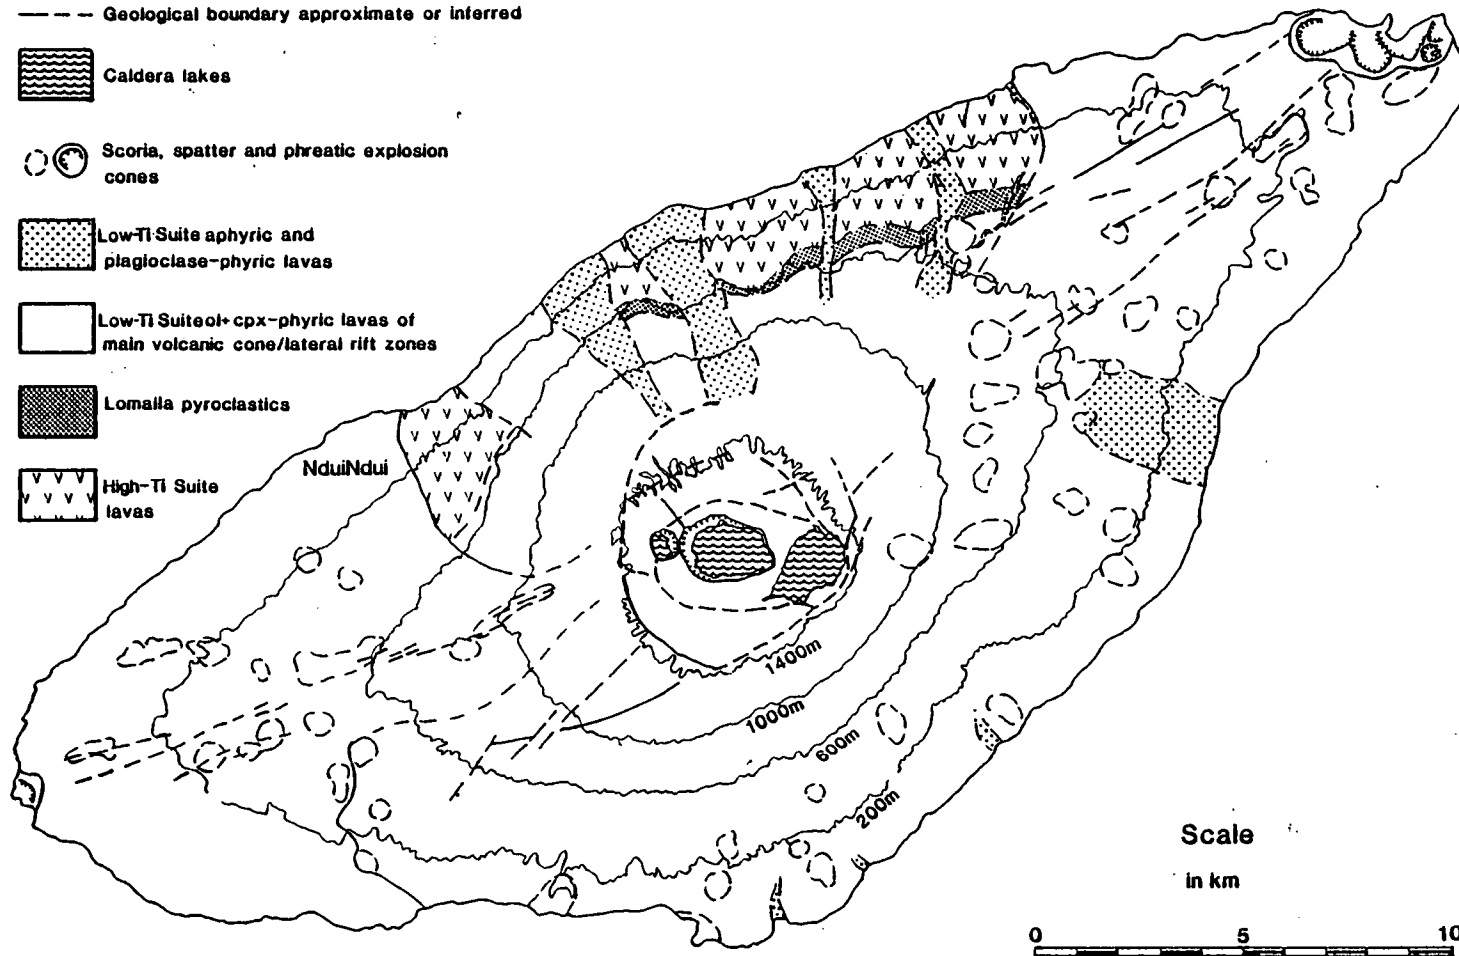 Geological boundary approximate or inferred
Caldera lakes
Scoria, spatter and phreatic explosion
cones
Low-Ti Suite aphyric and
plagioclase-phyric lavas
Low-Ti Suite ol+ cpx-phyric lavas of
main volcanic cone/lateral rift zones
Lomalla pyroclastics
High-Ti Suite
lavas
NduiNdui
1400m
1000m
600m
200m
Scale
in km
0 5 10